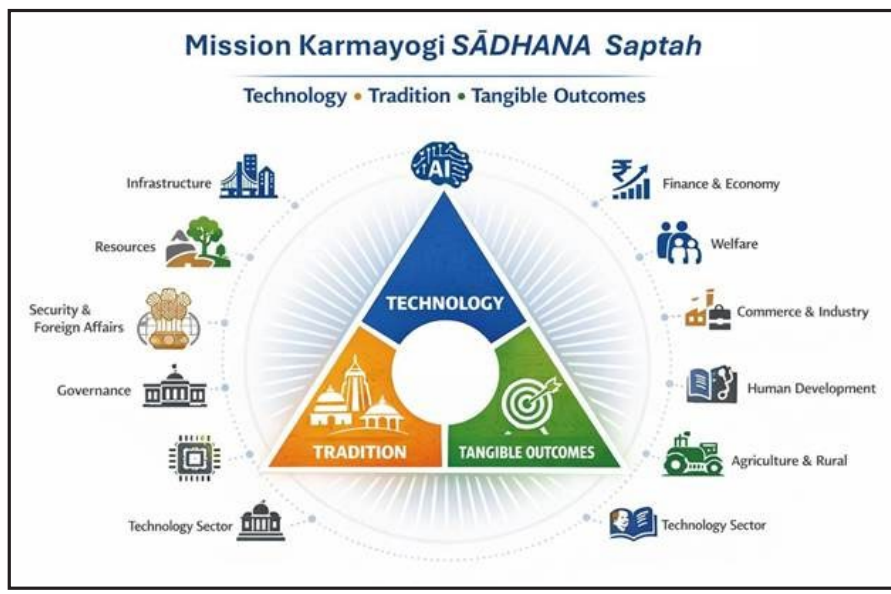 Mission Karmayogi SĀDHANA Saptah
Technology • Tradition • Tangible Outcomes
AI
Infrastructure
Resources
Security &
Foreign Affairs
Governance
Technology Sector
TECHNOLOGY
TRADITION
TANGIBLE OUTCOMES
₹
Finance & Economy
Welfare
Commerce & Industry
Human Development
Agriculture & Rural
Technology Sector